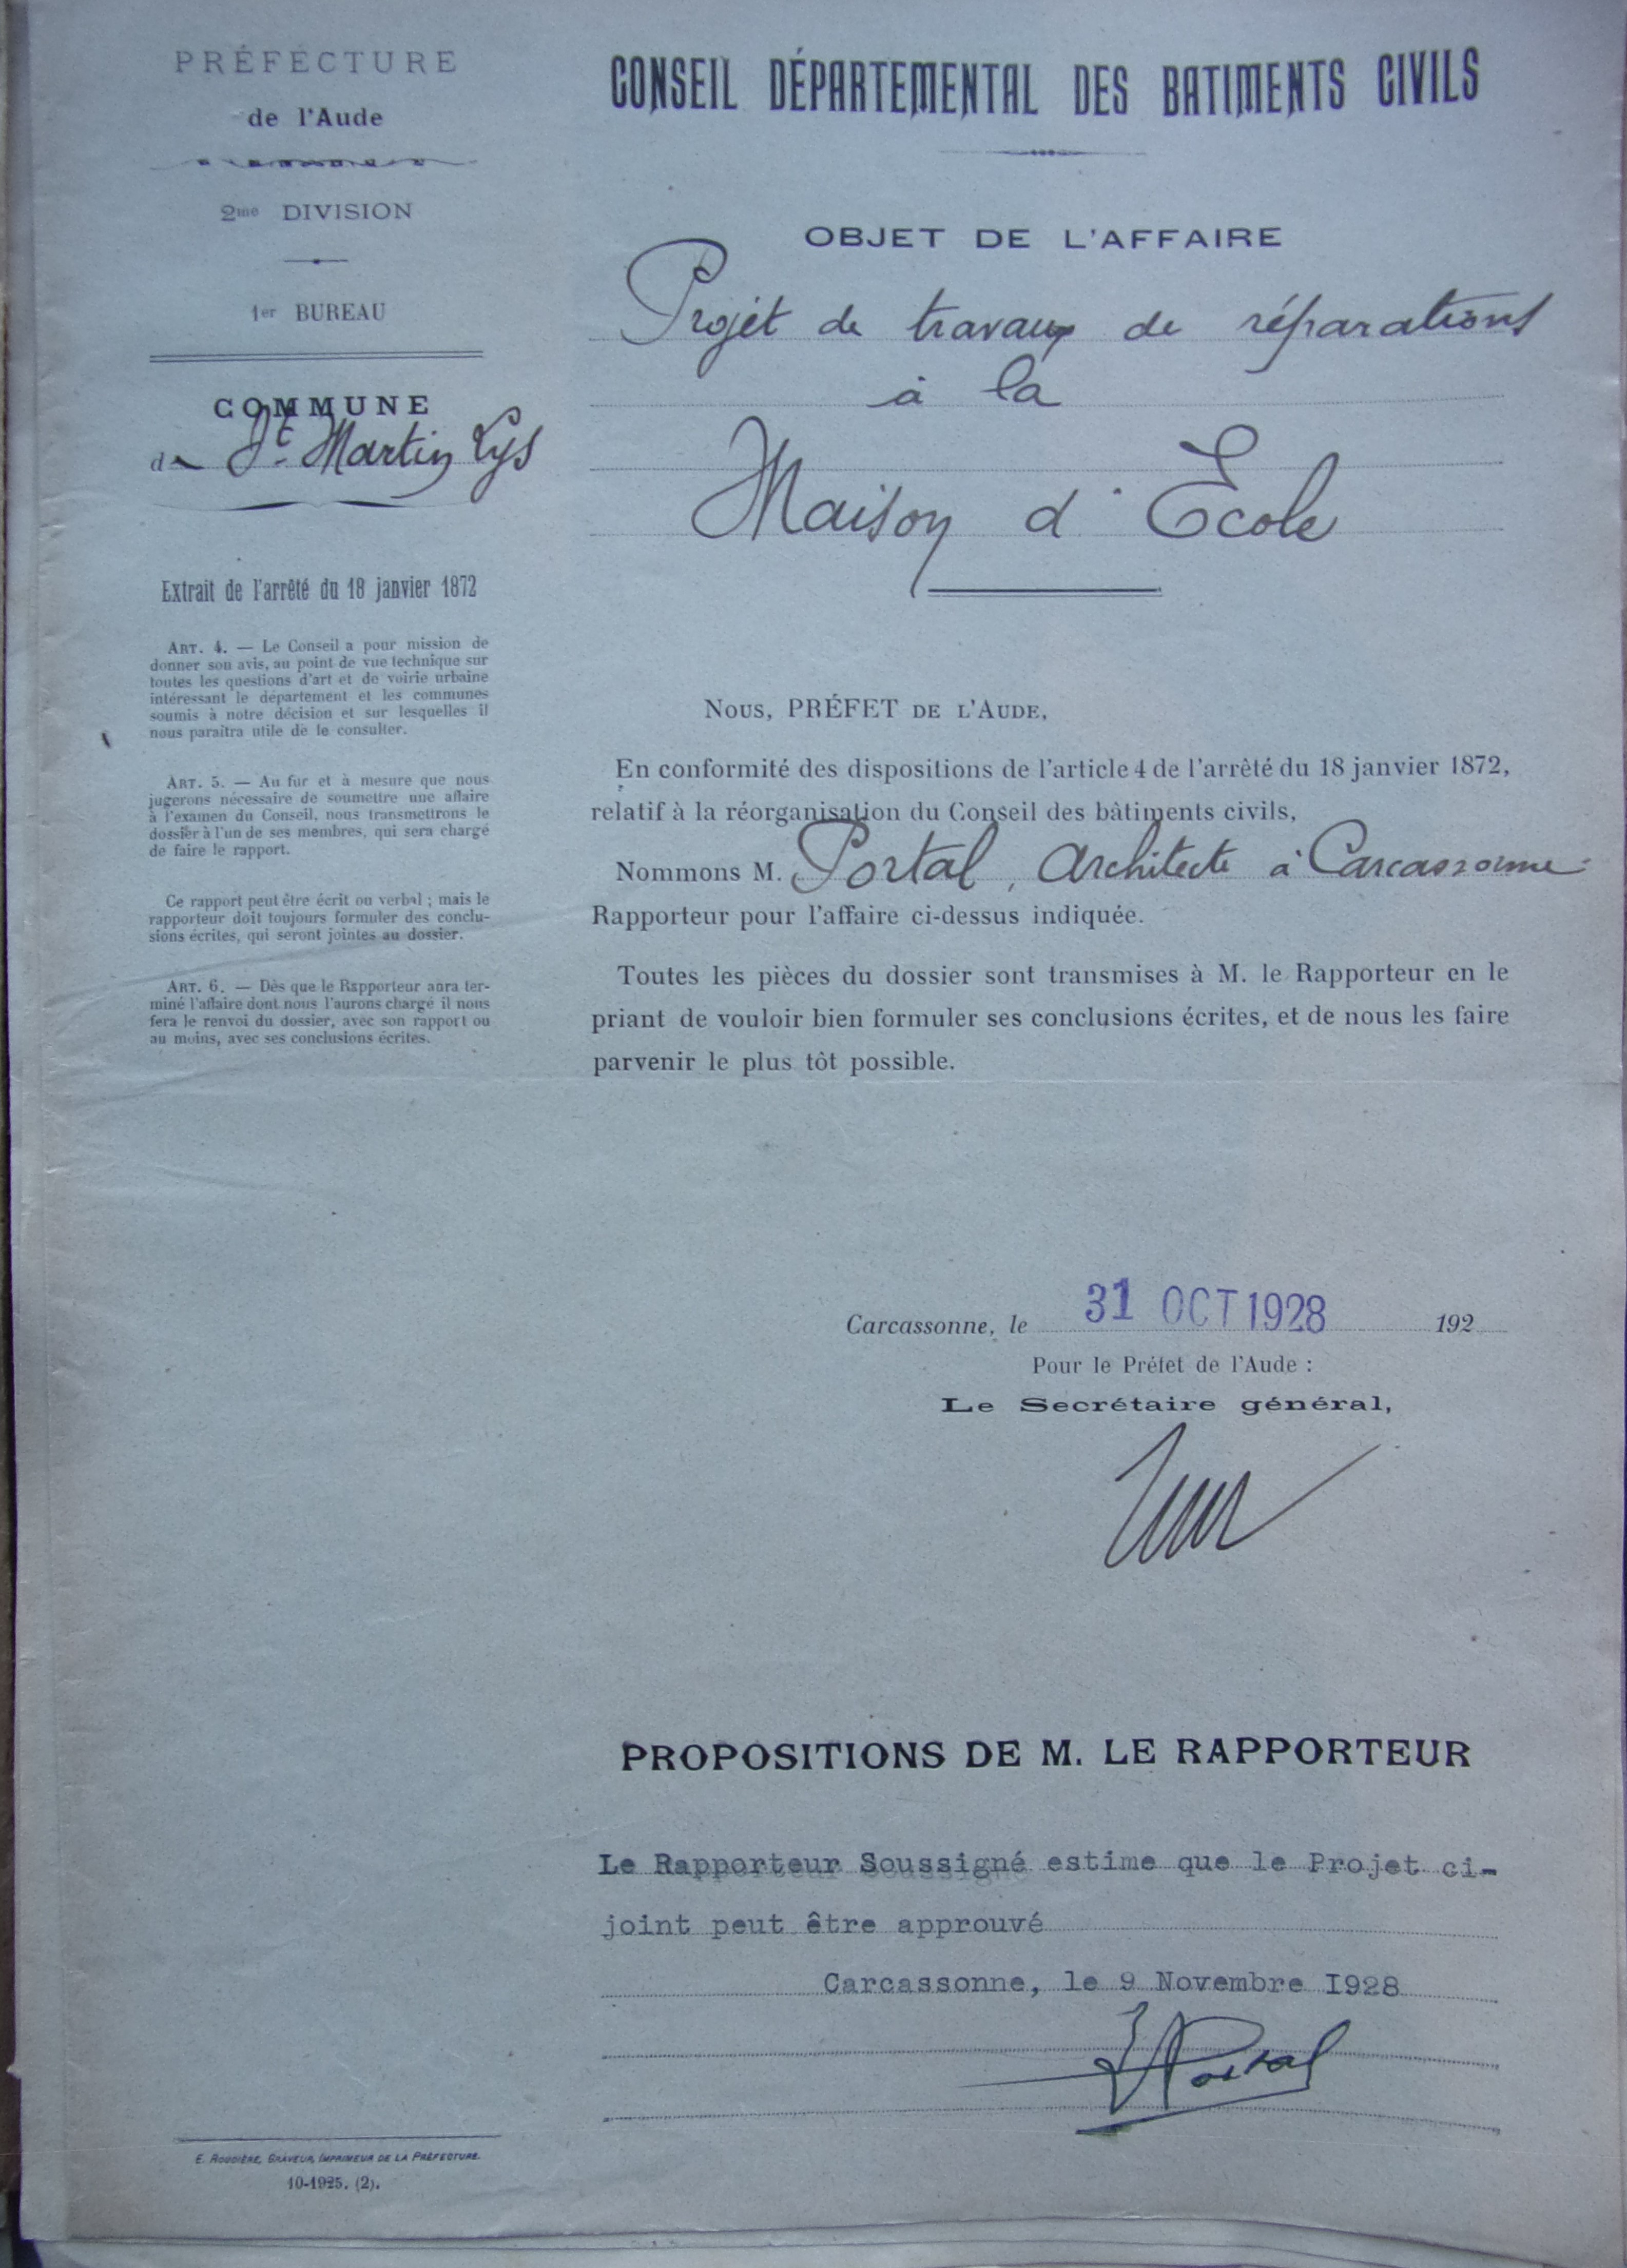 PRÉFECTURE
de l'Aude
2me DIVISION
1er BUREAU
COMMUNE
de St. Martin Lys
Extrait de l'arrêté du 18 janvier 1872
ART. 4. — Le Conseil a pour mission de
donner son avis, au point de vue technique sur
toutes les questions d'art et de voirie urbaine
intéressant le département et les communes
soumis à notre décision et sur lesquelles il
nous paraîtra utile de le consulter.
ART. 5. — Au fur et à mesure que nous
jugerons nécessaire de soumettre une affaire
à l'examen du Conseil, nous transmettrons le
dossier à l'un de ses membres, qui sera chargé
de faire le rapport.
Ce rapport peut être écrit ou verbal ; mais le
rapporteur doit toujours formuler des conclu-
sions écrites, qui seront jointes au dossier.
ART. 6. — Dès que le Rapporteur aura ter-
miné l'affaire dont nous l'aurons chargé il nous
fera le renvoi du dossier, avec son rapport ou
au moins, avec ses conclusions écrites.
E. ROUDIÈRE, GRAVEUR, IMPRIMEUR DE LA PRÉFECTURE.
10-1925. (2).
CONSEIL DÉPARTEMENTAL DES BATIMENTS CIVILS
OBJET DE L'AFFAIRE
Projet de travaux de réparations
à la
Maison d'Ecole
NOUS, PRÉFET DE L'AUDE,
En conformité des dispositions de l'article 4 de l'arrêté du 18 janvier 1872,
relatif à la réorganisation du Conseil des bâtiments civils,
Nommons M. Portal, Architecte à Carcassonne
Rapporteur pour l'affaire ci-dessus indiquée.
Toutes les pièces du dossier sont transmises à M. le Rapporteur en le
priant de vouloir bien formuler ses conclusions écrites, et de nous les faire
parvenir le plus tôt possible.
Carcassonne, le 31 OCT 1928 192
Pour le Préfet de l'Aude :
Le Secrétaire général,
PROPOSITIONS DE M. LE RAPPORTEUR
Le Rapporteur Soussigné estime que le Projet ci-
joint peut être approuvé
Carcassonne, le 9 Novembre I928
Portal